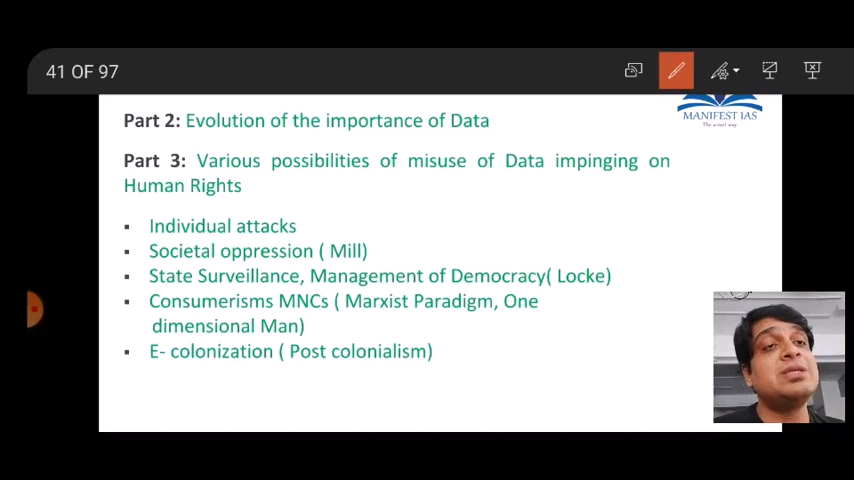 41 OF 97
MANIFEST IAS
Part 2: Evolution of the importance of Data
Part 3: Various possibilities of misuse of Data impinging on
Human Rights
▪ Individual attacks
▪ Societal oppression ( Mill)
▪ State Surveillance, Management of Democracy( Locke)
▪ Consumerisms MNCs ( Marxist Paradigm, One
dimensional Man)
▪ E- colonization ( Post colonialism)